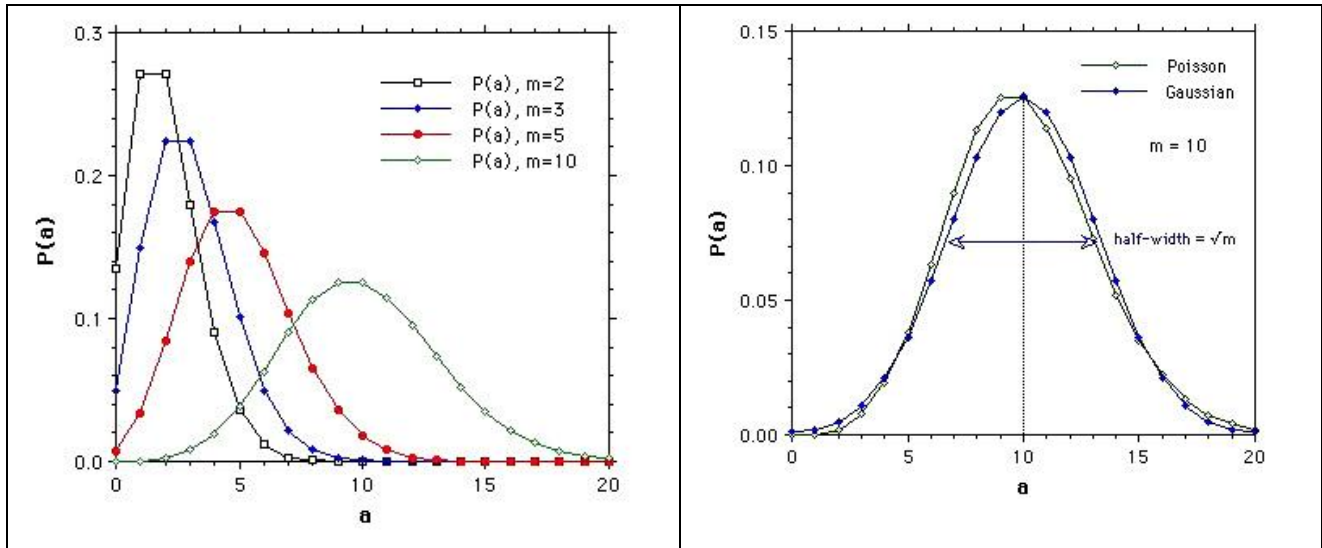 0.3
P(a), m=2
P(a), m=3
P(a), m=5
P(a), m=10
0.2
P(a)
0.1
0.0
0 5 10 15 20
a
0.15
Poisson
Gaussian
m = 10
0.10
P(a)
half-width = √m
0.05
0.00
0 5 10 15 20
a